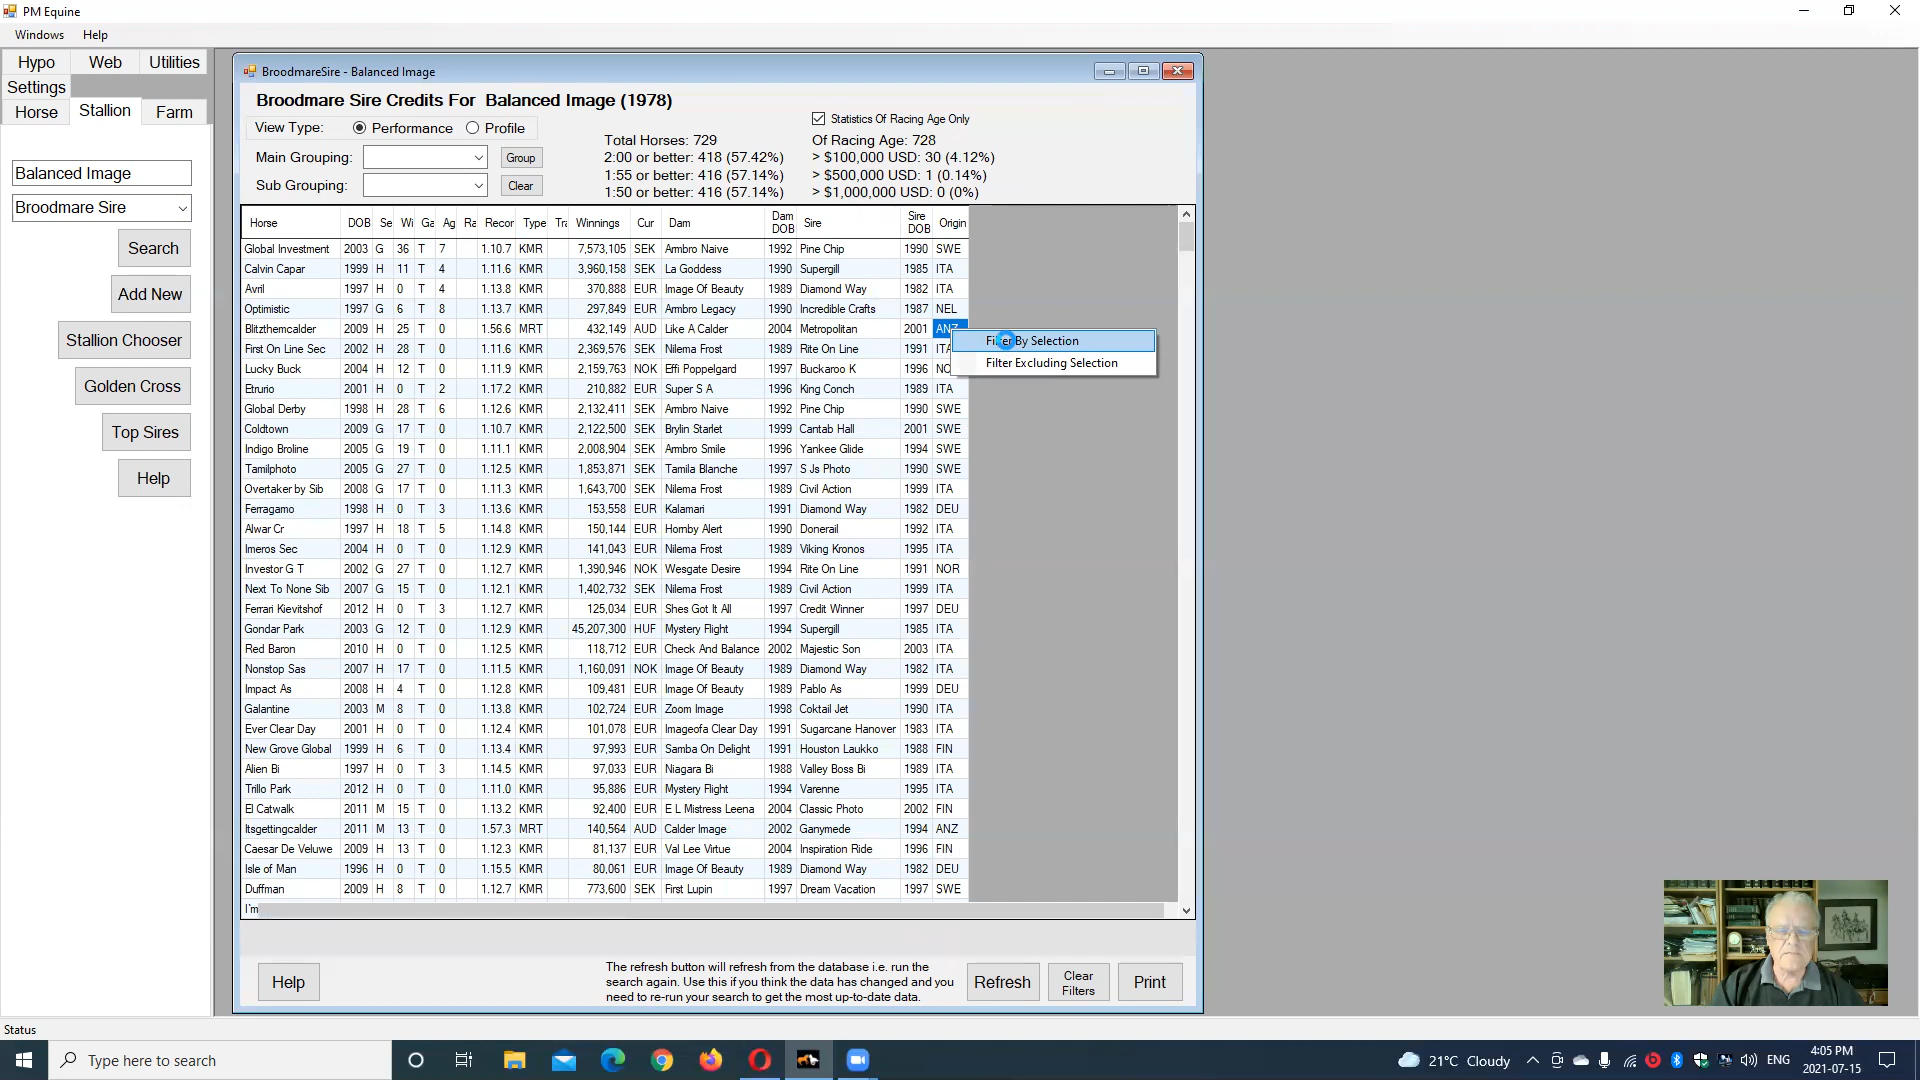 PM Equine
Windows Help
Hypo Web Utilities
Settings
Horse Stallion Farm
Balanced Image
Broodmare Sire
Search
Add New
Stallion Chooser
Golden Cross
Top Sires
Help
BroodmareSire - Balanced Image
Broodmare Sire Credits For Balanced Image (1978)
View Type: Performance Profile
Main Grouping: Group
Sub Grouping: Clear
Total Horses: 729
2:00 or better: 418 (57.42%)
1:55 or better: 416 (57.14%)
1:50 or better: 416 (57.14%)
Statistics Of Racing Age Only
Of Racing Age: 728
> $100,000 USD: 30 (4.12%)
> $500,000 USD: 1 (0.14%)
> $1,000,000 USD: 0 (0%)
Horse DOB Se Wi Ga Ag Ra Recor Type Tra Winnings Cur Dam Dam DOB Sire Sire DOB Origin
Global Investment 2003 G 36 T 7 1.10.7 KMR 7,573,105 SEK Ambro Naive 1992 Pine Chip 1990 SWE
Calvin Capar 1999 H 11 T 4 1.11.6 KMR 3,960,158 SEK La Goddess 1990 Supergill 1985 ITA
Avril 1997 H 0 T 4 1.13.8 KMR 370,888 EUR Image Of Beauty 1989 Diamond Way 1982 ITA
Optimistic 1997 G 6 T 8 1.13.7 KMR 297,849 EUR Ambro Legacy 1990 Incredible Crafts 1987 NEL
Blitzthemcalder 2009 H 25 T 0 1.56.6 MRT 432,149 AUD Like A Calder 2004 Metropolitan 2001 ANZ
First On Line Sec 2002 H 28 T 0 1.11.6 KMR 2,369,576 SEK Nilema Frost 1989 Rite On Line 1991 ITA
Lucky Buck 2004 H 12 T 0 1.11.9 KMR 2,159,763 NOK Effi Poppelgard 1997 Buckaroo K 1996 NO
Etrurio 2001 H 0 T 2 1.17.2 KMR 210,882 EUR Super S A 1996 King Conch 1989 ITA
Global Derby 1998 H 28 T 6 1.12.6 KMR 2,132,411 SEK Ambro Naive 1992 Pine Chip 1990 SWE
Coldtown 2009 G 17 T 0 1.10.7 KMR 2,122,500 SEK Brylin Starlet 1999 Cantab Hall 2001 SWE
Indigo Broline 2005 G 19 T 0 1.11.1 KMR 2,008,904 SEK Ambro Smile 1996 Yankee Glide 1994 SWE
Tamilphoto 2005 G 27 T 0 1.12.5 KMR 1,853,871 SEK Tamila Blanche 1997 S Js Photo 1990 SWE
Overtaker by Sib 2008 G 17 T 0 1.11.3 KMR 1,643,700 SEK Nilema Frost 1989 Civil Action 1999 ITA
Ferragamo 1998 H 0 T 3 1.13.6 KMR 153,558 EUR Kalamari 1991 Diamond Way 1982 DEU
Alwar Cr 1997 H 18 T 5 1.14.8 KMR 150,144 EUR Hornby Alert 1990 Donerail 1992 ITA
Imeros Sec 2004 H 0 T 0 1.12.9 KMR 141,043 EUR Nilema Frost 1989 Viking Kronos 1995 ITA
Investor G T 2002 G 27 T 0 1.12.7 KMR 1,390,946 NOK Wesgate Desire 1994 Rite On Line 1991 NOR
Next To None Sib 2007 G 15 T 0 1.12.1 KMR 1,402,732 SEK Nilema Frost 1989 Civil Action 1999 ITA
Ferrari Kievitshof 2012 H 0 T 3 1.12.7 KMR 125,034 EUR Shes Got It All 1997 Credit Winner 1997 DEU
Gondar Park 2003 G 12 T 0 1.12.9 KMR 45,207,300 HUF Mystery Flight 1994 Supergill 1985 ITA
Red Baron 2010 H 0 T 0 1.12.5 KMR 118,712 EUR Check And Balance 2002 Majestic Son 2003 ITA
Nonstop Sas 2007 H 17 T 0 1.11.5 KMR 1,160,091 NOK Image Of Beauty 1989 Diamond Way 1982 ITA
Impact As 2008 H 4 T 0 1.12.8 KMR 109,481 EUR Image Of Beauty 1989 Pablo As 1999 DEU
Galantine 2003 M 8 T 0 1.13.8 KMR 102,724 EUR Zoom Image 1998 Coktail Jet 1990 ITA
Ever Clear Day 2001 H 0 T 0 1.12.4 KMR 101,078 EUR Imageofa Clear Day 1991 Sugarcane Hanover 1983 ITA
New Grove Global 1999 H 6 T 0 1.13.4 KMR 97,993 EUR Samba On Delight 1991 Houston Laukko 1988 FIN
Alien Bi 1997 H 0 T 3 1.14.5 KMR 97,033 EUR Niagara Bi 1988 Valley Boss Bi 1989 ITA
Trillo Park 2012 H 0 T 0 1.11.0 KMR 95,886 EUR Mystery Flight 1994 Varenne 1995 ITA
El Catwalk 2011 M 15 T 0 1.13.2 KMR 92,400 EUR E L Mistress Leena 2004 Classic Photo 2002 FIN
Itsgettingcalder 2011 M 13 T 0 1.57.3 MRT 140,564 AUD Calder Image 2002 Ganymede 1994 ANZ
Caesar De Veluwe 2009 H 13 T 0 1.12.3 KMR 81,137 EUR Val Lee Virtue 2004 Inspiration Ride 1996 FIN
Isle of Man 1996 H 0 T 0 1.15.5 KMR 80,061 EUR Image Of Beauty 1989 Diamond Way 1982 DEU
Duffman 2009 H 8 T 0 1.12.7 KMR 773,600 SEK First Lupin 1997 Dream Vacation 1997 SWE
I'm
Filter By Selection
Filter Excluding Selection
Help
The refresh button will refresh from the database i.e. run the
search again. Use this if you think the data has changed and you
need to re-run your search to get the most up-to-date data.
Refresh
Clear
Filters
Print
Status
Type here to search
21°C Cloudy
ENG
4:05 PM
2021-07-15